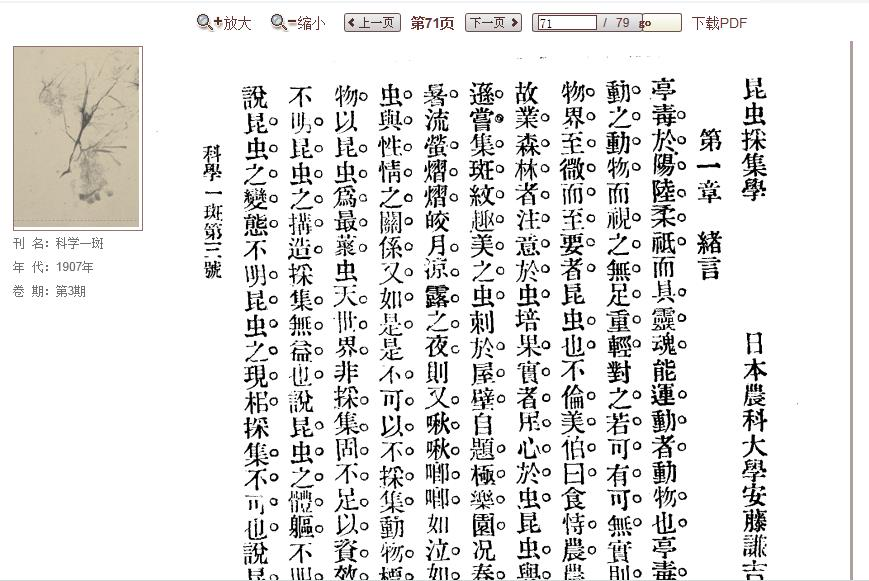 +放大
=缩小
上一页
第71页
下一页
71 / 79 go
下载PDF
刊 名：科学一班
年 代：1907年
卷 期：第3期
昆虫採集學　日本農科大學安藤謙吉
第一章　緒言
亭毒於陽陸柔祗而具靈魂能運動者動物也亭毒
動之動物而視之無足重輕對之若可有可無實則
物界至微而至要者昆虫也不倫美伯曰食恃農農
故業森林者注意於虫培果實者用心於虫昆虫與
遜嘗集斑紋趣美之虫刺於屋壁自題極樂園况春
暑流螢熠熠皎月涼露之夜則又啾啾啣啣如泣如
虫與性情之關係又如是是不可以不採集動物標
物以昆虫爲最蕞虫天世界非採集固不足以資效
不明昆虫之搆造採集無益也說昆虫之體軀不明
說昆虫之變態不明昆虫之現棔採集不可也說昆
科學一斑第三號